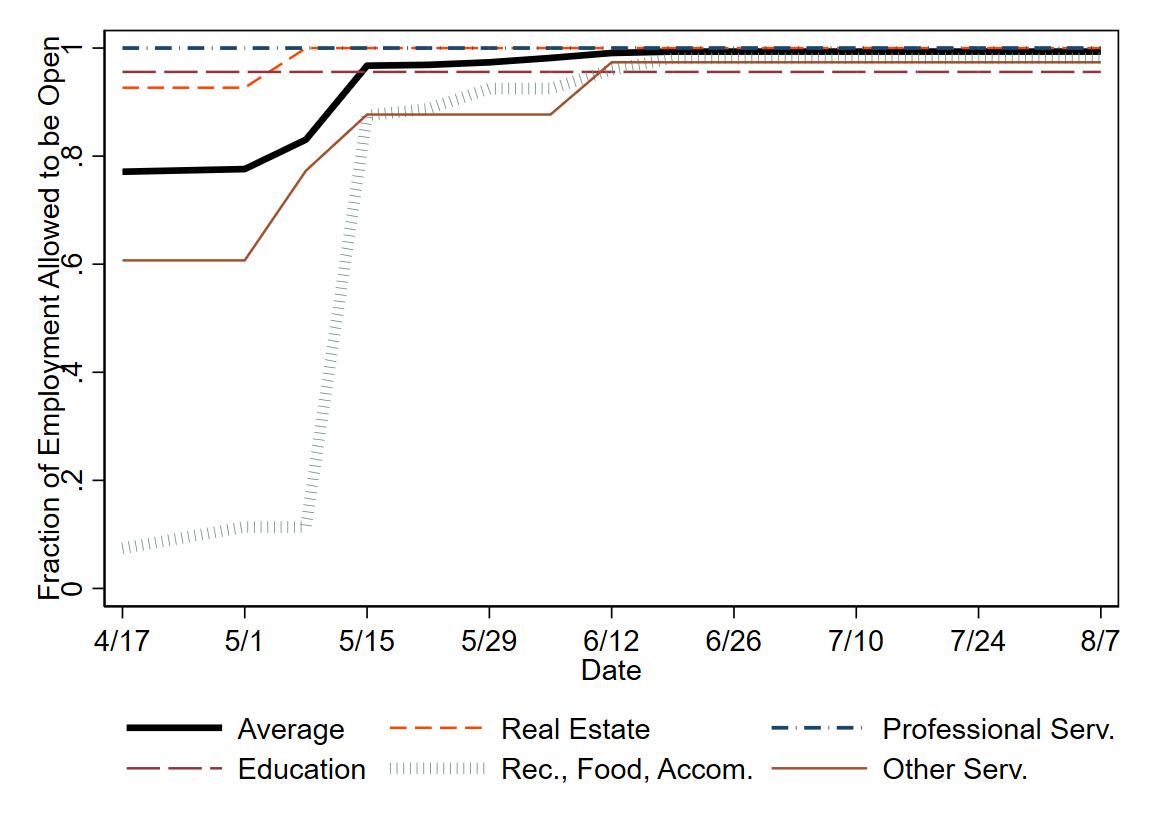 Fraction of Employment Allowed to be Open
1
.8
.6
.4
.2
0
4/17 5/1 5/15 5/29 6/12 6/26 7/10 7/24 8/7
Date
Average Real Estate Professional Serv.
Education Rec., Food, Accom. Other Serv.